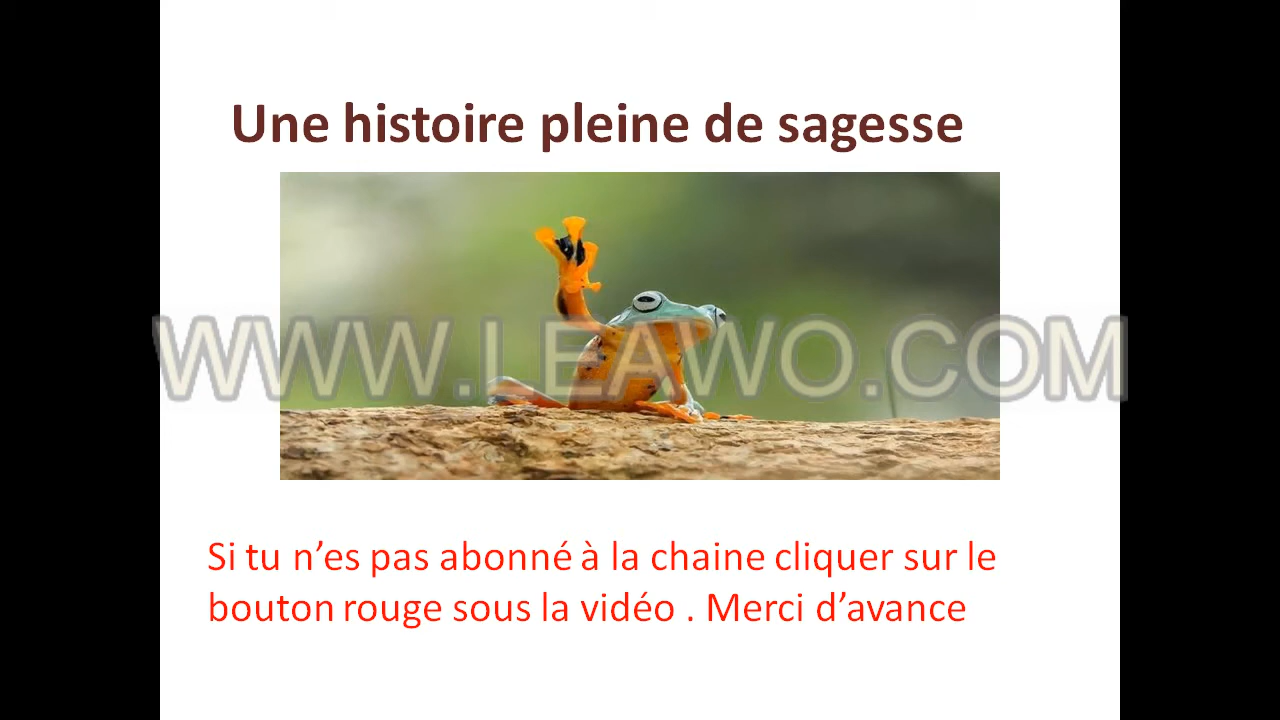 Une histoire pleine de sagesse
WWW.LEAWO.COM
Si tu n’es pas abonné à la chaine cliquer sur le
bouton rouge sous la vidéo . Merci d’avance